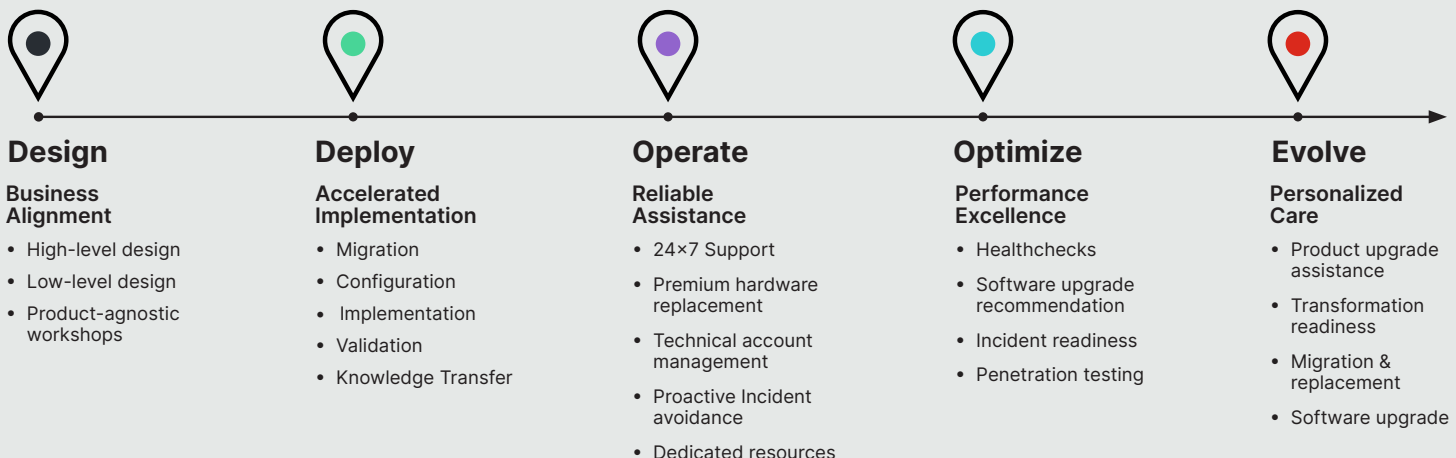 Design
Business
Alignment
• High-level design
• Low-level design
• Product-agnostic
workshops
Deploy
Accelerated
Implementation
• Migration
• Configuration
• Implementation
• Validation
• Knowledge Transfer
Operate
Reliable
Assistance
• 24×7 Support
• Premium hardware
replacement
• Technical account
management
• Proactive Incident
avoidance
• Dedicated resources
Optimize
Performance
Excellence
• Healthchecks
• Software upgrade
recommendation
• Incident readiness
• Penetration testing
Evolve
Personalized
Care
• Product upgrade
assistance
• Transformation
readiness
• Migration &
replacement
• Software upgrade